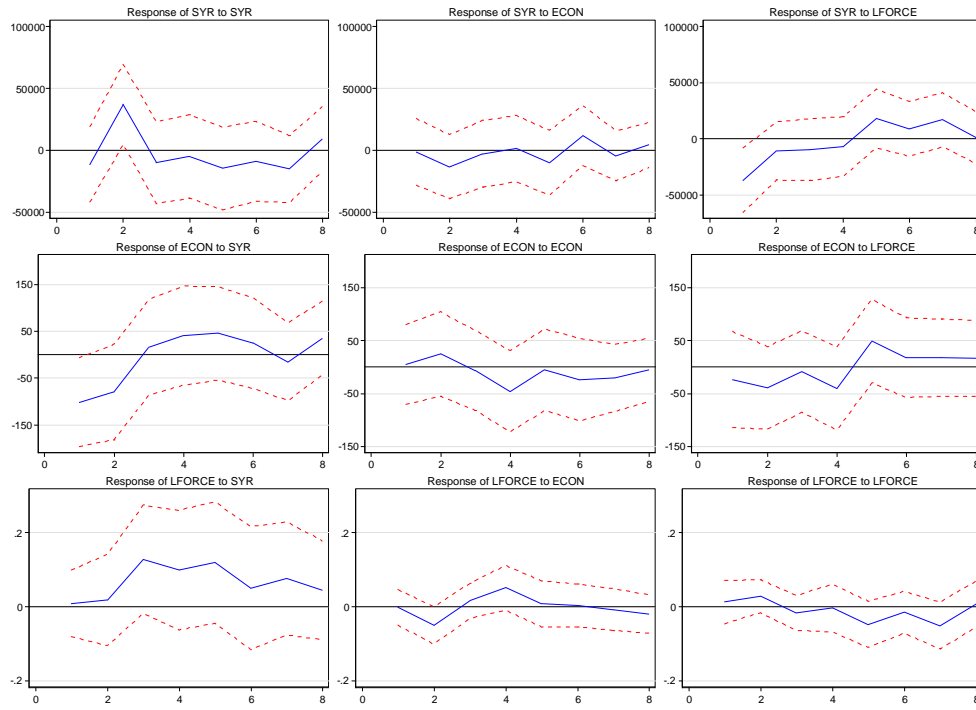 Response of SYR to SYR
Response of SYR to ECON
Response of SYR to LFORCE
100000
50000
0
-50000
0 2 4 6 8
100000
50000
0
-50000
0 2 4 6 8
100000
50000
0
-50000
0 2 4 6 8
Response of ECON to SYR
Response of ECON to ECON
Response of ECON to LFORCE
150
50
-50
-150
0 2 4 6 8
150
50
-50
-150
0 2 4 6 8
150
50
-50
-150
0 2 4 6 8
Response of LFORCE to SYR
Response of LFORCE to ECON
Response of LFORCE to LFORCE
.2
0
-.2
0 2 4 6 8
.2
0
-.2
0 2 4 6 8
.2
0
-.2
0 2 4 6 8